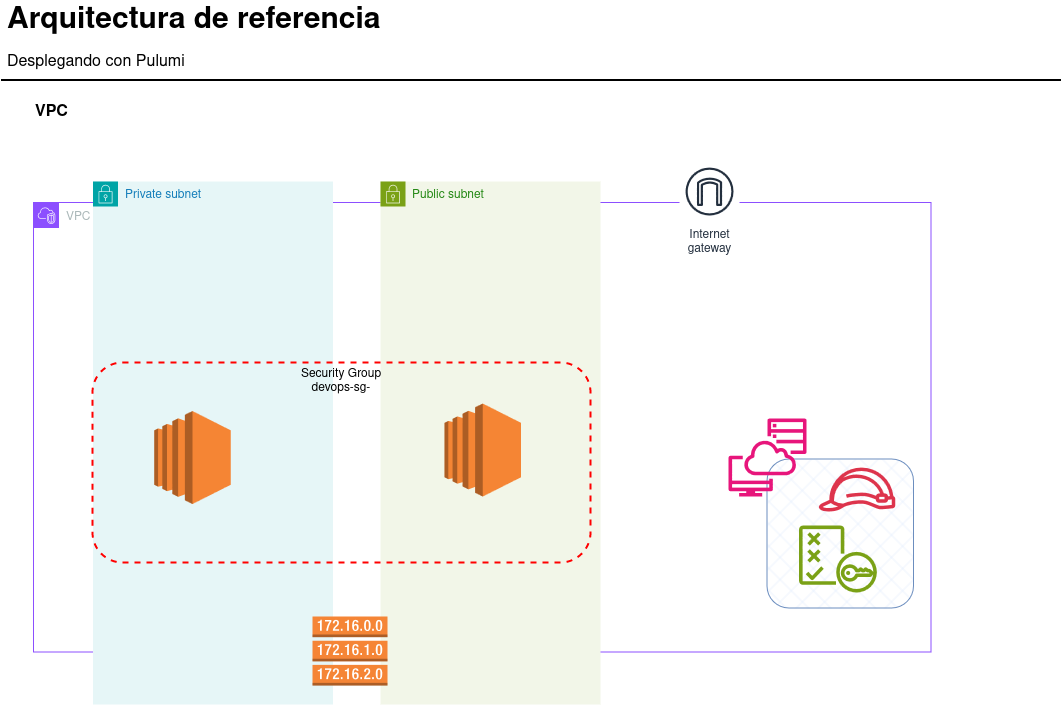 Arquitectura de referencia
Desplegando con Pulumi
VPC
Private subnet
Public subnet
VPC
Internet
gateway
Security Group
devops-sg-
172.16.0.0
172.16.1.0
172.16.2.0